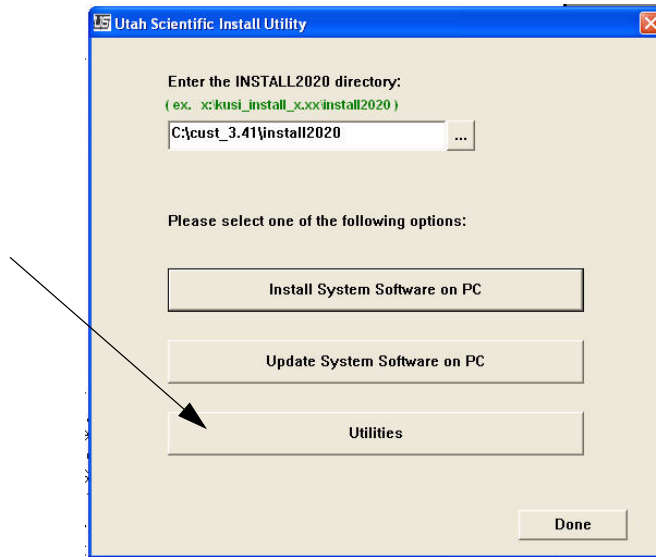 US Utah Scientific Install Utility
Enter the INSTALL2020 directory:
( ex. x:\kusi_install_x.xx\install2020 )
C:\cust_3.41\install2020
...
Please select one of the following options:
Install System Software on PC
Update System Software on PC
Utilities
Done